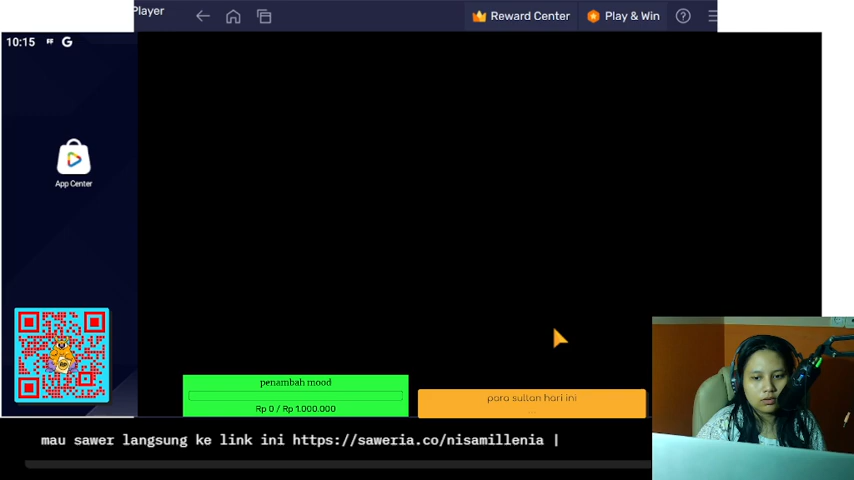 Player
Reward Center
Play & Win
10:15
App Center
penambah mood
Rp 0 / Rp 1.000.000
para sultan hari ini
...
mau sawer langsung ke link ini https://saweria.co/nisamillenia |